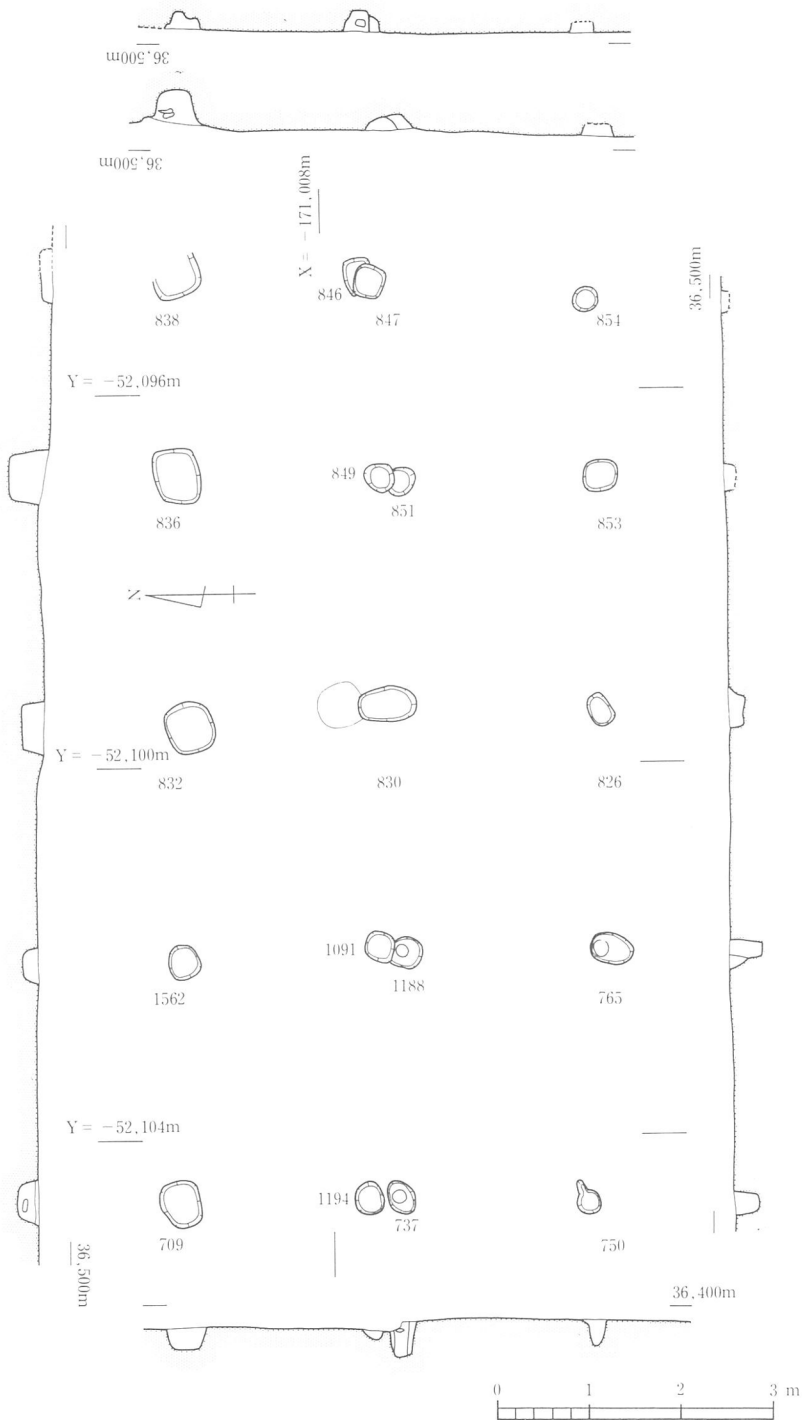 36,500m
36,500m
X = -171,008m
36,500m
838
846
847
854
Y = -52,096m
836
849
851
853
N
Y = -52,100m
832
830
826
1091
1562
1188
765
Y = -52,104m
1194
709
737
750
36,500m
36,400m
0 1 2 3 m